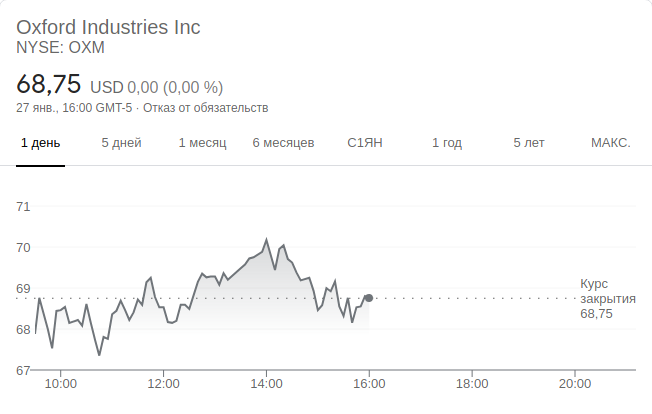 Oxford Industries Inc
NYSE: OXM
68,75 USD 0,00 (0,00 %)
27 янв., 16:00 GMT-5 · Отказ от обязательств
1 день 5 дней 1 месяц 6 месяцев С1ЯН 1 год 5 лет МАКС.
71
70
69
68
67
Курс
закрытия
68,75
10:00 12:00 14:00 16:00 18:00 20:00